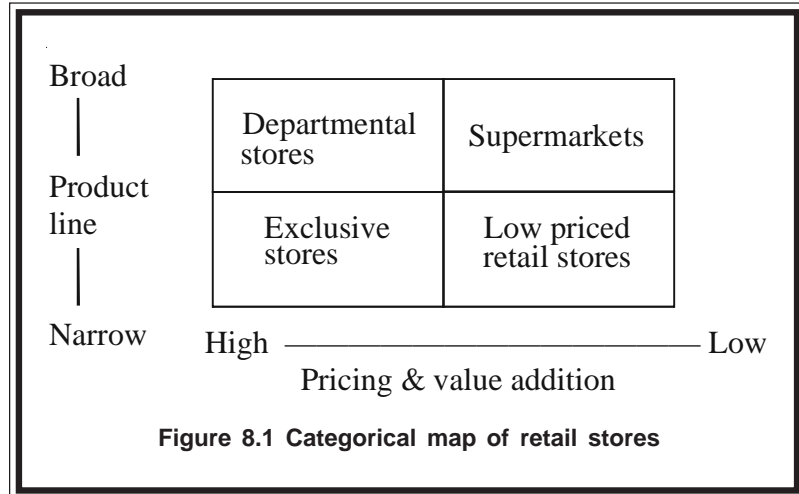 Broad
Product
line
Narrow
Departmental
stores
Supermarkets
Exclusive
stores
Low priced
retail stores
High
Low
Pricing & value addition
Figure 8.1 Categorical map of retail stores